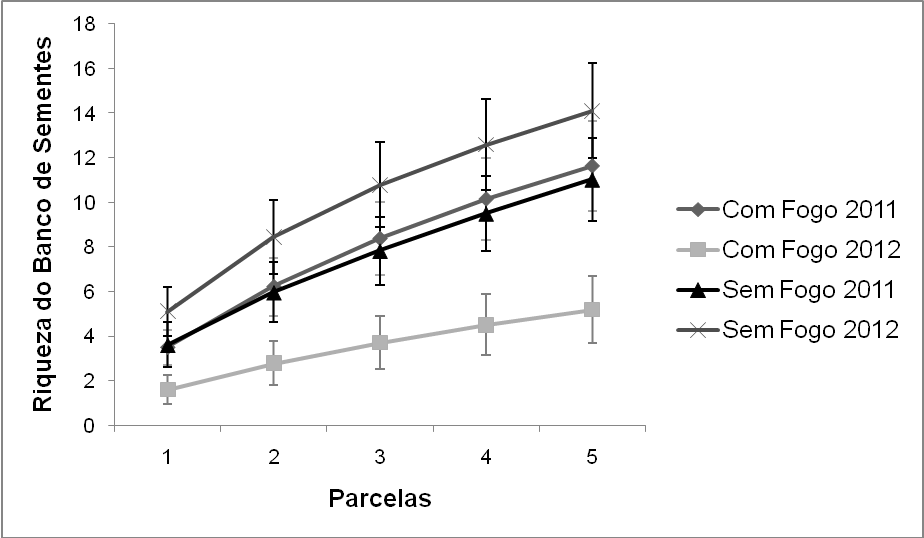 18
16
14
12
10
8
6
4
2
0
Riqueza do Banco de Sementes
1 2 3 4 5
Parcelas
Com Fogo 2011
Com Fogo 2012
Sem Fogo 2011
Sem Fogo 2012